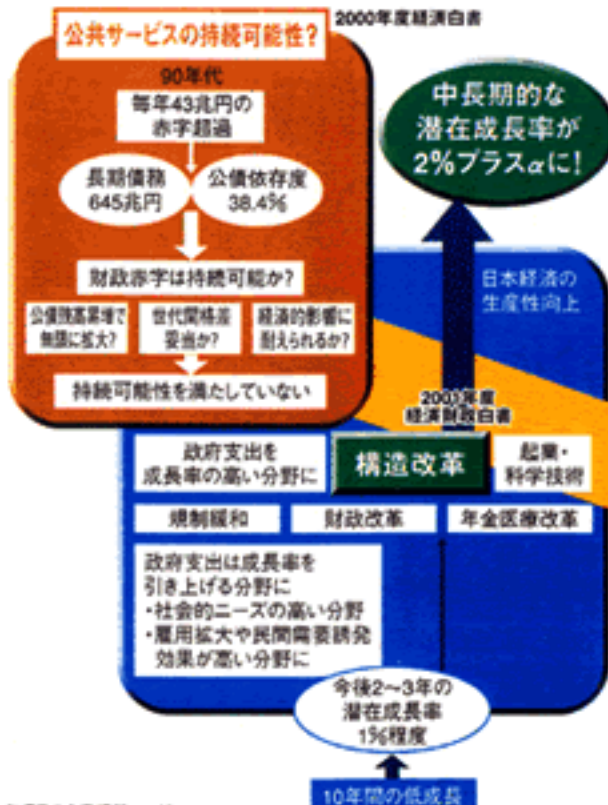 2000年度経済白書
公共サービスの持続可能性?
90年代
毎年43兆円の
赤字超過
長期債務
645兆円
公債依存度
38.4%
財政赤字は持続可能か?
公債残高累増で
無限に拡大?
世代間格差
妥当か?
経済的影響に
耐えられるか?
持続可能性を満たしていない
中長期的な
潜在成長率が
2%プラスαに!
日本経済の
生産性向上
2001年度
経済財政白書
政府支出を
成長率の高い分野に
構造改革
起業・
科学技術
規制緩和
財政改革
年金医療改革
政府支出は成長率を
引き上げる分野に
・社会的ニーズの高い分野
・雇用拡大や民間需要誘発
効果が高い分野に
今後2〜3年の
潜在成長率
1%程度
10年間の低成長